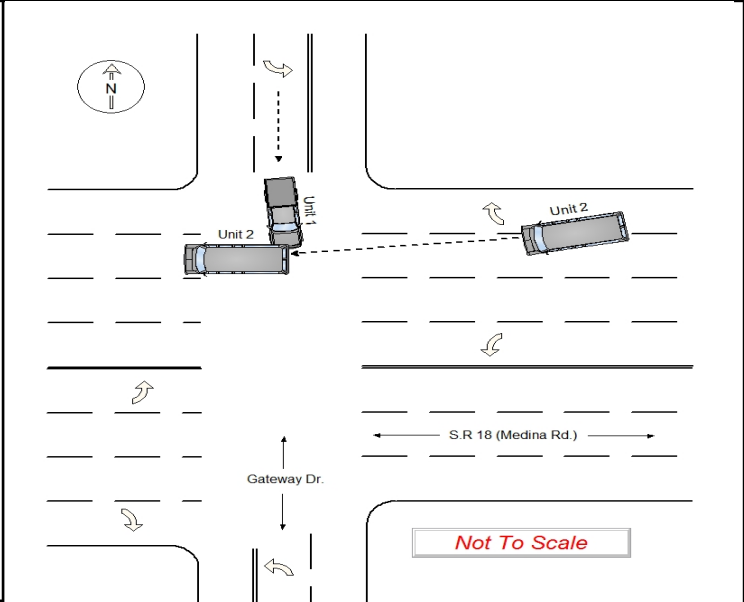 N
Unit 1
Unit 2
Unit 2
S.R 18 (Medina Rd.)
Gateway Dr.
Not To Scale